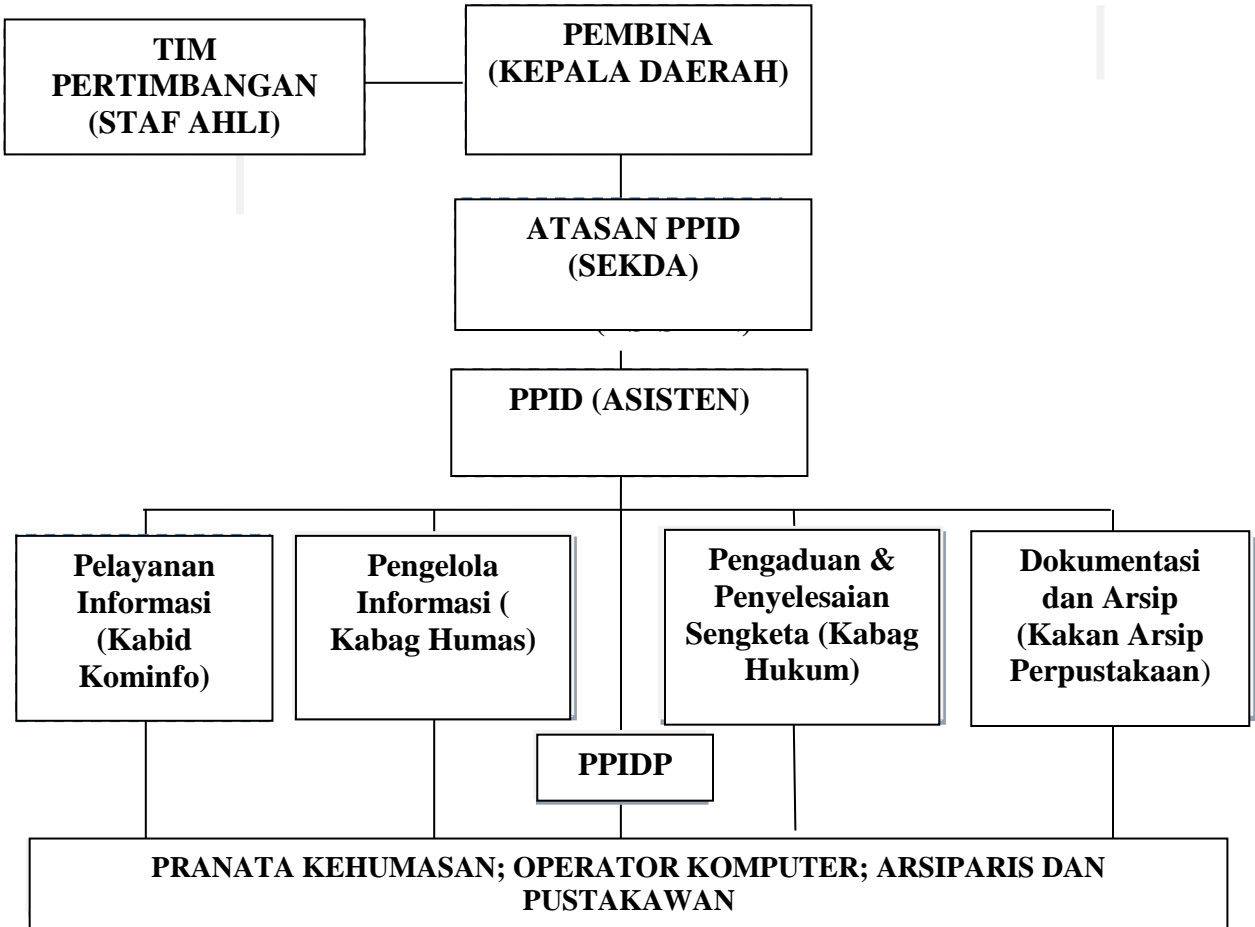 TIM
PERTIMBANGAN
(STAF AHLI)
PEMBINA
(KEPALA DAERAH)
ATASAN PPID
(SEKDA)
PPID (ASISTEN)
Pelayanan
Informasi
(Kabid
Kominfo)
Pengelola
Informasi (
Kabag Humas)
Pengaduan &
Penyelesaian
Sengketa (Kabag
Hukum)
Dokumentasi
dan Arsip
(Kakan Arsip
Perpustakaan)
PPIDP
PRANATA KEHUMASAN; OPERATOR KOMPUTER; ARSIPARIS DAN
PUSTAKAWAN